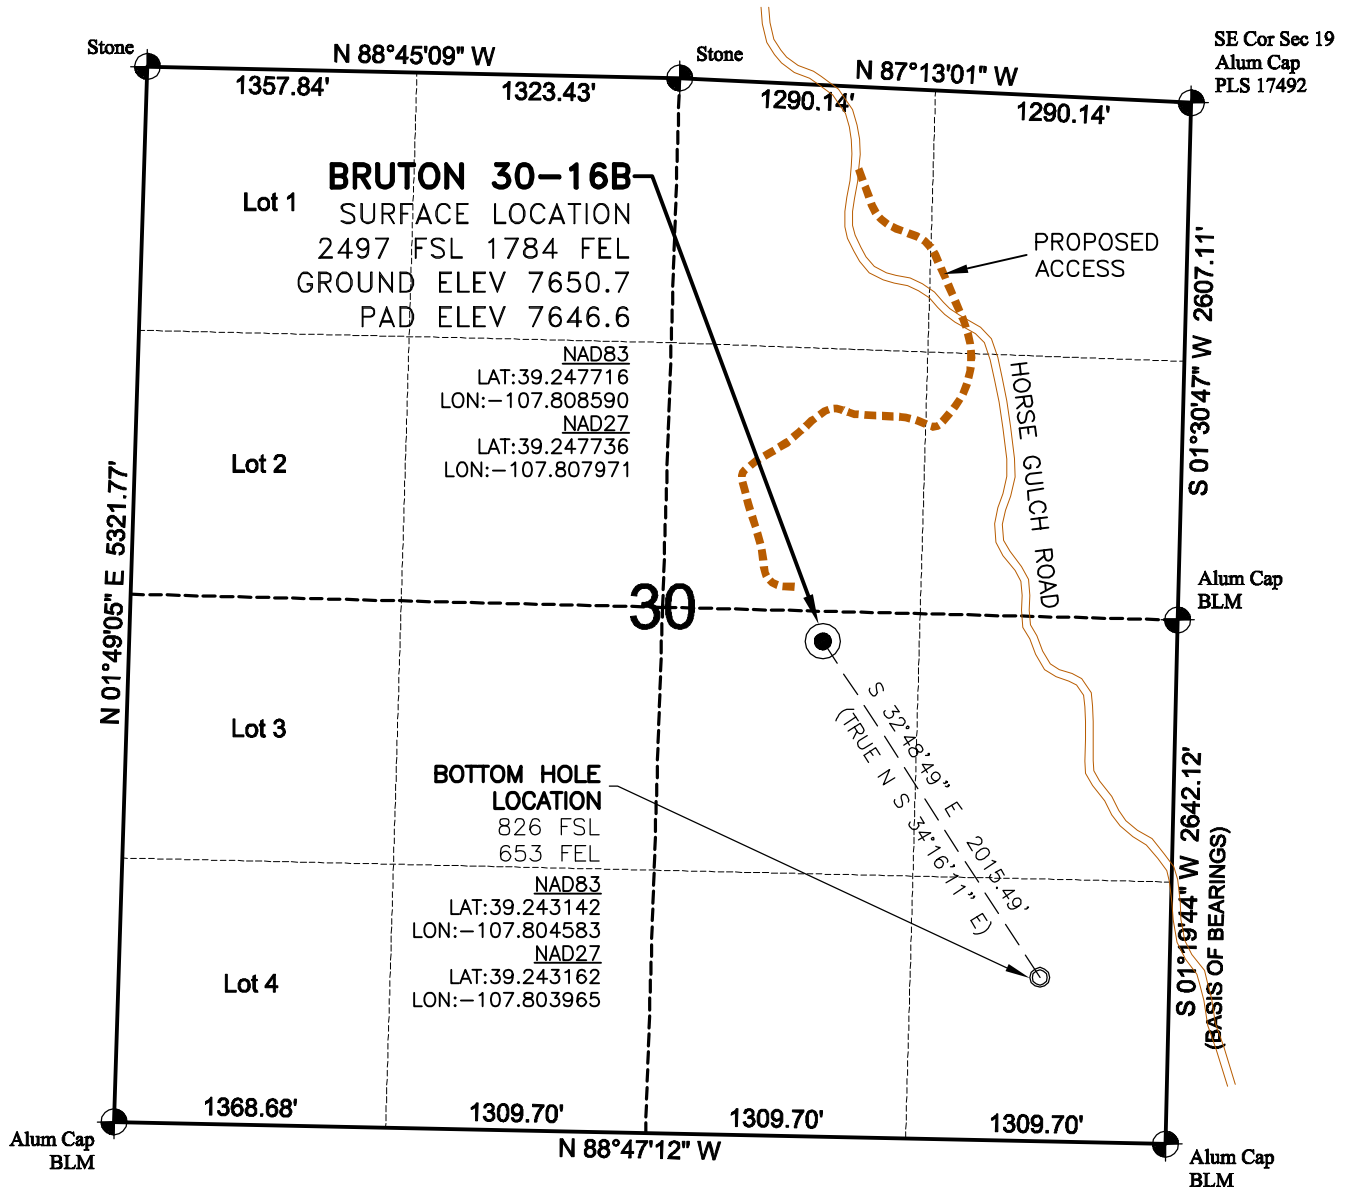 Stone
N 88°45'09" W
Stone
N 87°13'01" W
SE Cor Sec 19
Alum Cap
PLS 17492
1357.84'
1323.43'
1290.14'
1290.14'
BRUTON 30-16B
SURFACE LOCATION
2497 FSL 1784 FEL
GROUND ELEV 7650.7
PAD ELEV 7646.6
Lot 1
PROPOSED
ACCESS
S 01°30'47" W 2607.11'
NAD83
LAT:39.247716
LON:-107.808590
NAD27
LAT:39.247736
LON:-107.807971
Lot 2
HORSE GULCH ROAD
N 01°49'05" E 5321.77'
30
Alum Cap
BLM
Lot 3
S 32°48'49" E 2015.49'
(TRUE N S 34°16'11" E)
BOTTOM HOLE
LOCATION
826 FSL
653 FEL
NAD83
LAT:39.243142
LON:-107.804583
NAD27
LAT:39.243162
LON:-107.803965
S 01°19'44" W 2642.12'
(BASIS OF BEARINGS)
Lot 4
1368.68'
1309.70'
1309.70'
1309.70'
Alum Cap
BLM
N 88°47'12" W
Alum Cap
BLM